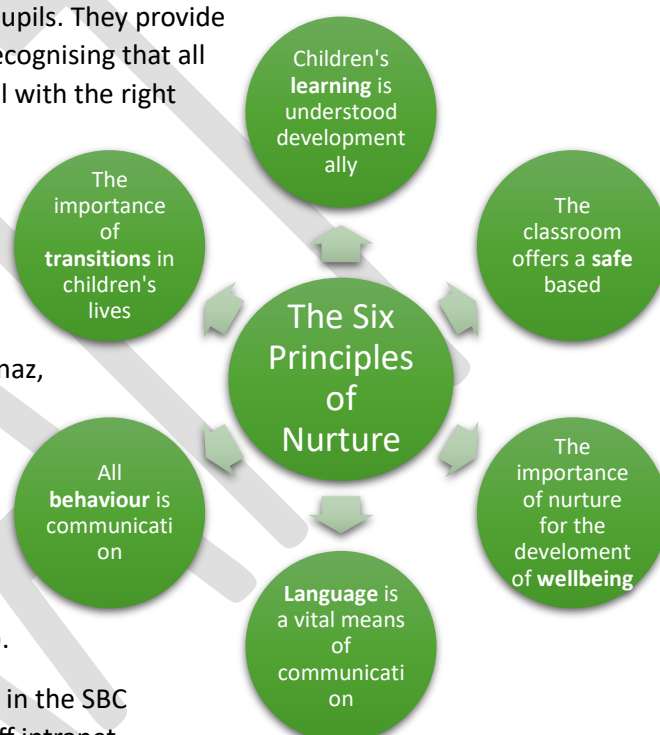 upils. They provide
ecognising that all
l with the right
naz,
.
in the SBC
ff intranet
Children's
learning is
understood
development
ally
The
classroom
offers a safe
based
The
importance
of nurture
for the
develoment
of wellbeing
Language is
a vital means
of
communicati
on
All
behaviour is
communicati
on
The
importance
of
transitions in
children's
lives
The Six
Principles
of
Nurture